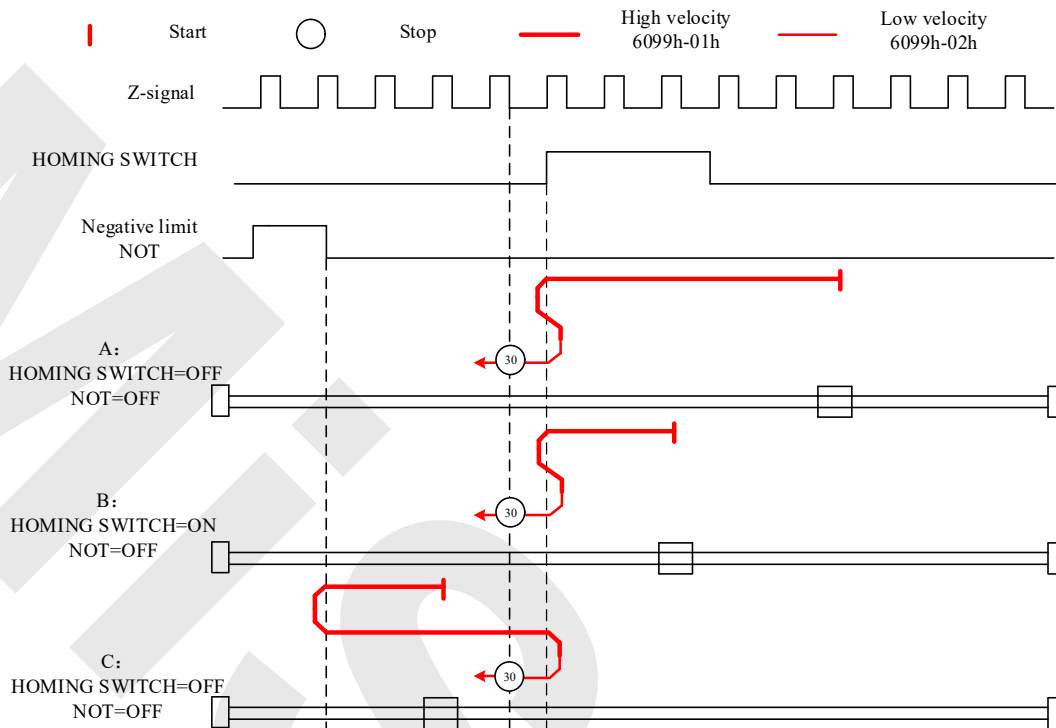 Start
Stop
High velocity
6099h-01h
Low velocity
6099h-02h
Z-signal
HOMING SWITCH
Negative limit
NOT
30
A：
HOMING SWITCH=OFF
NOT=OFF
30
B：
HOMING SWITCH=ON
NOT=OFF
30
C：
HOMING SWITCH=OFF
NOT=OFF